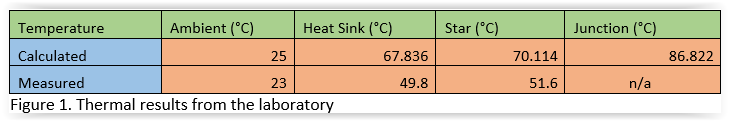 Temperature Ambient (°C) Heat Sink (°C) Star (°C) Junction (°C)
Calculated 25 67.836 70.114 86.822
Measured 23 49.8 51.6 n/a
Figure 1. Thermal results from the laboratory